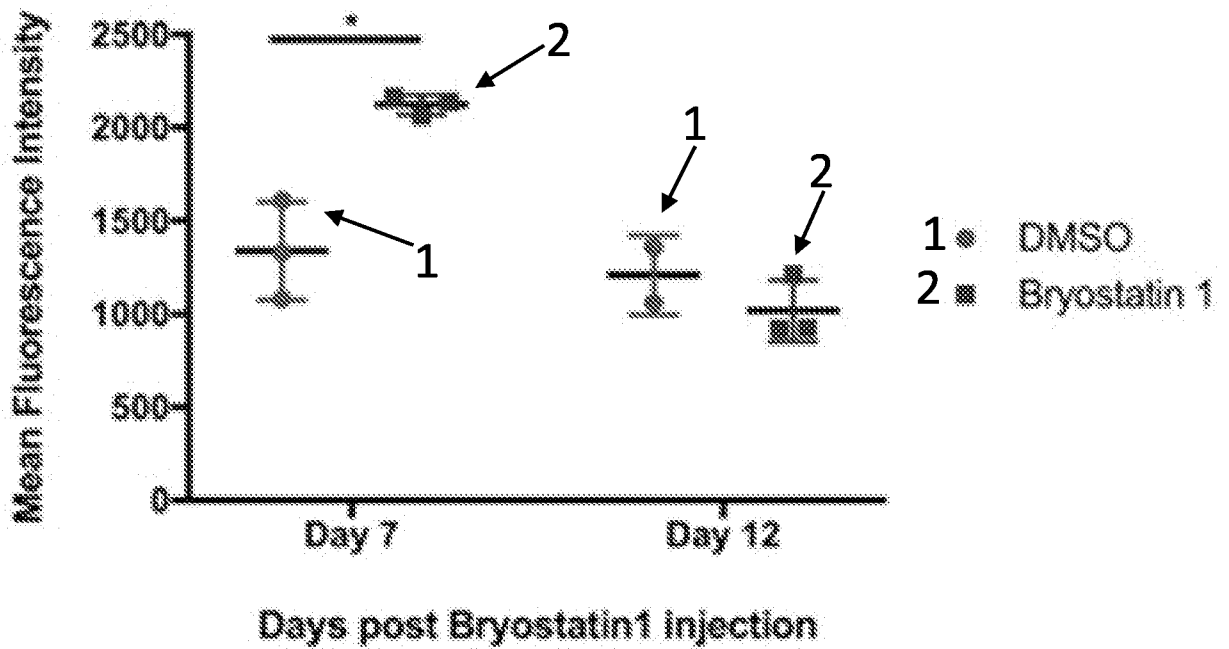 Mean Fluorescence Intensity
2500
2000
1500
1000
500
0
*
2
1
1
2
Day 7
Day 12
Days post Bryostatin1 injection
1 DMSO
2 Bryostatin 1